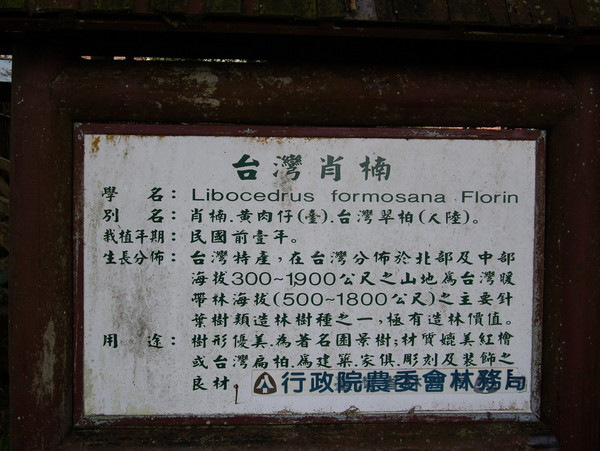 台灣肖楠
學名：Libocedrus formosana Florin
別名：肖楠.黃肉仔(臺).台灣翠柏(大陸)。
栽植年期：民國前壹年。
生長分佈：台灣特產，在台灣分佈於北部及中部
海拔300~1,900公尺之山地為台灣暖
帶林海拔(500~1800公尺)之主要針
葉樹類造林樹種之一，極有造林價值。
用途：樹形優美.為著名園景樹；材質媲美紅檜
或台灣扁柏.為建築.家俱.彫刻及裝飾之
良材。
行政院農委會林務局